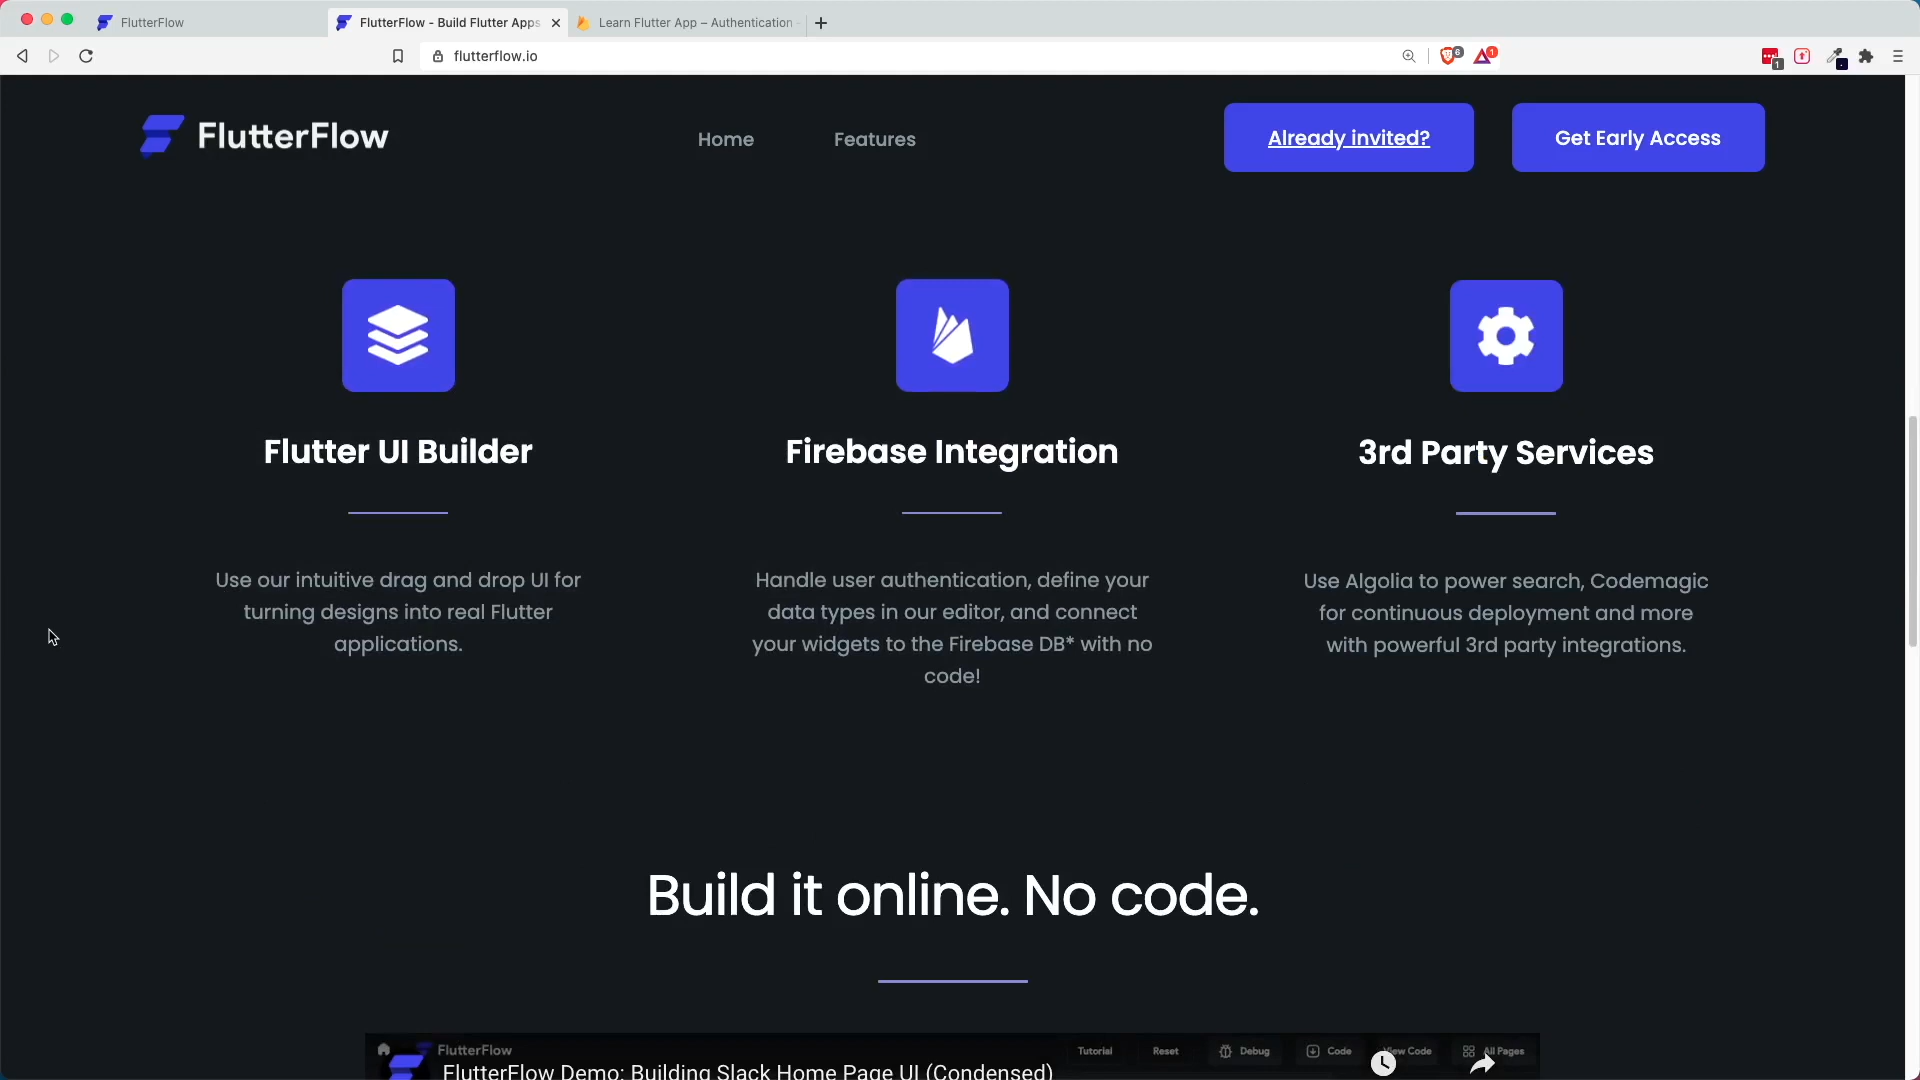 FlutterFlow
FlutterFlow - Build Flutter Apps
Learn Flutter App – Authentication -
flutterflow.io
6
1
1
FlutterFlow
Home
Features
Already invited?
Get Early Access
Flutter UI Builder
Use our intuitive drag and drop UI for
turning designs into real Flutter
applications.
Firebase Integration
Handle user authentication, define your
data types in our editor, and connect
your widgets to the Firebase DB* with no
code!
3rd Party Services
Use Algolia to power search, Codemagic
for continuous deployment and more
with powerful 3rd party integrations.
Build it online. No code.
FlutterFlow
Tutorial
Reset
Debug
Code
View Code
All Pages
FlutterFlow Demo: Building Slack Home Page UI (Condensed)